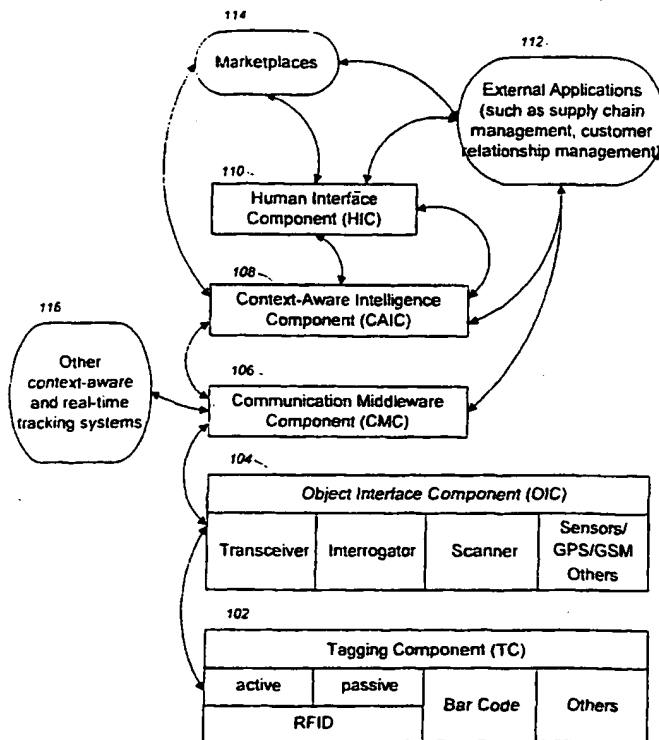 114
Marketplaces
112
External Applications
(such as supply chain
management, customer
relationship management)
110
Human Interface
Component (HIC)
108
Context-Aware Intelligence
Component (CAIC)
116
Other
context-aware
and real-time
tracking systems
106
Communication Middleware
Component (CMC)
104
Object Interface Component (OIC)
Transceiver
Interrogator
Scanner
Sensors/
GPS/GSM
Others
102
Tagging Component (TC)
active
passive
RFID
Bar Code
Others